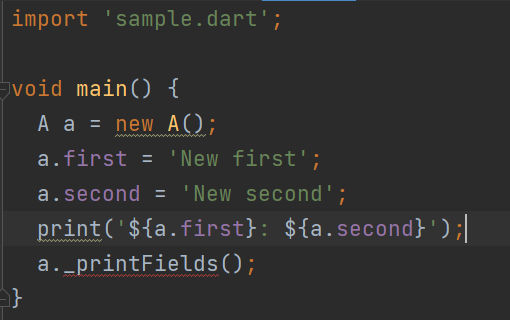 import 'sample.dart';
void main() {
A a = new A();
a.first = 'New first';
a.second = 'New second';
print('${a.first}: ${a.second}');
a._printFields();
}